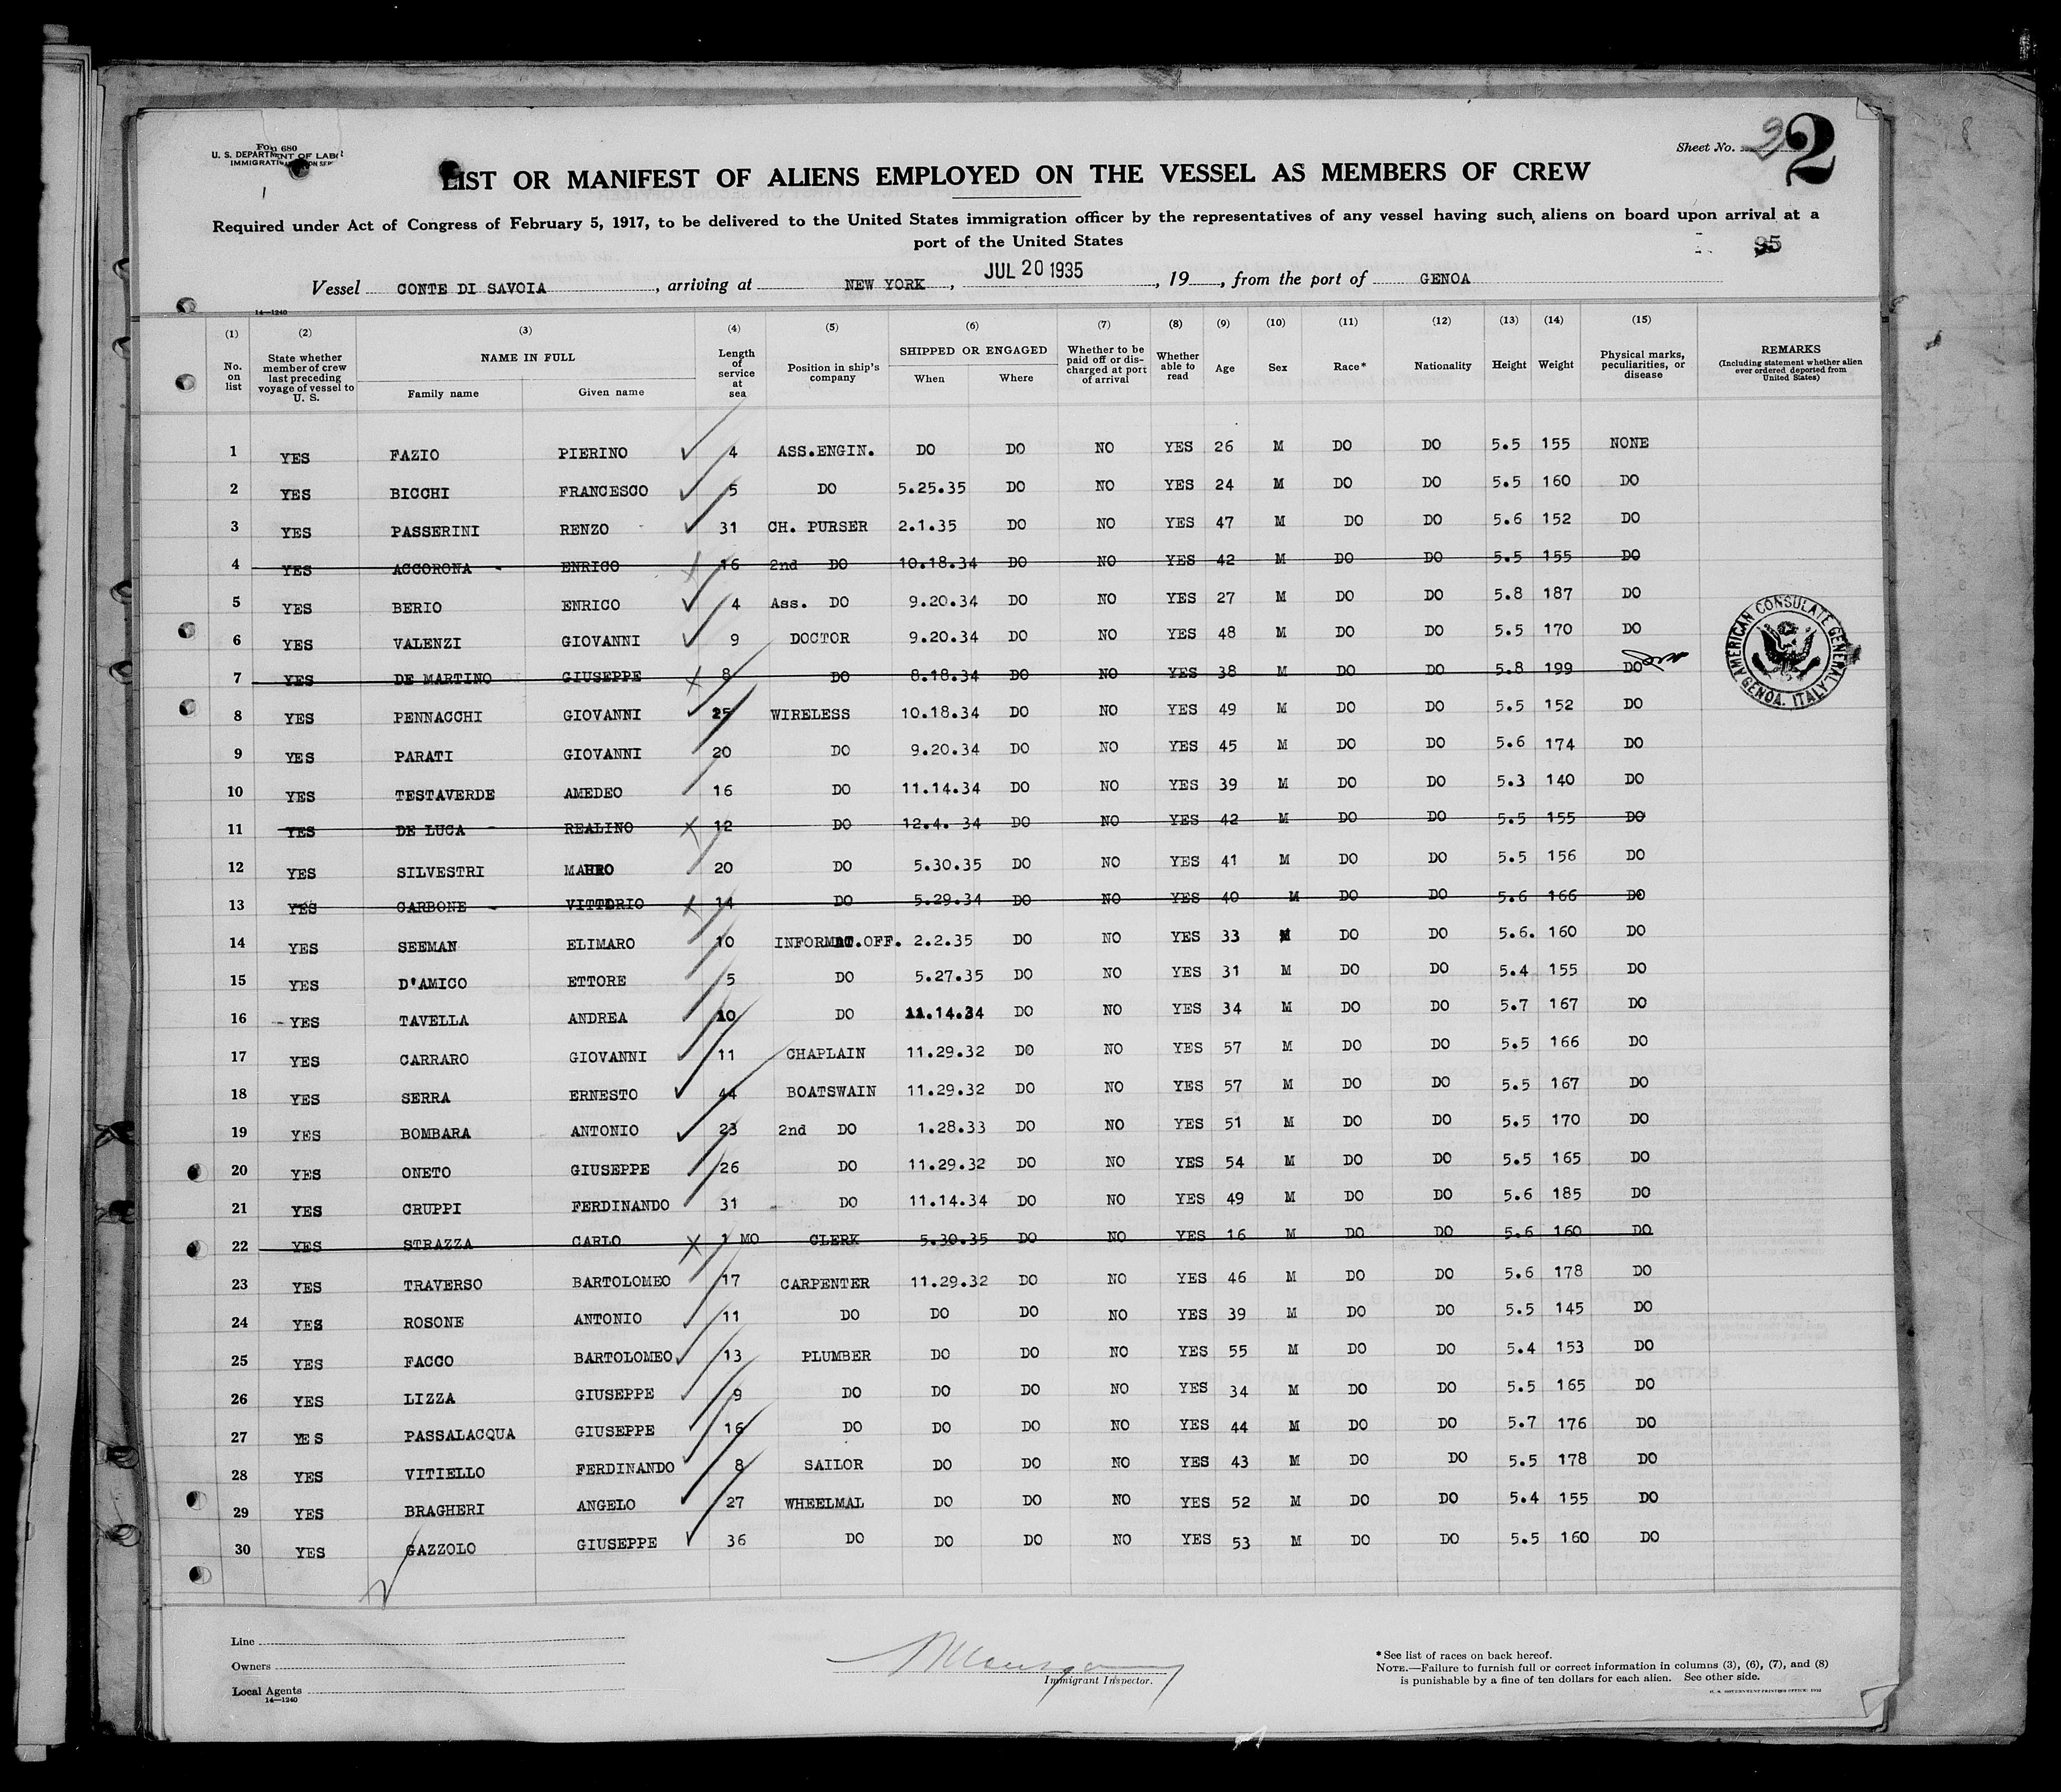 Form 680
U. S. DEPARTMENT OF LABOR
IMMIGRATION SERVICE
Sheet No. 2
2
LIST OR MANIFEST OF ALIENS EMPLOYED ON THE VESSEL AS MEMBERS OF CREW
Required under Act of Congress of February 5, 1917, to be delivered to the United States immigration officer by the representatives of any vessel having such aliens on board upon arrival at a
port of the United States
95
Vessel CONTE DI SAVOIA, arriving at NEW YORK, JUL 20 1935, 19__, from the port of GENOA
14—1240
(1) (2) (3) (4) (5) (6) (7) (8) (9) (10) (11) (12) (13) (14) (15)
No. on list State whether member of crew last preceding voyage of vessel to U. S. NAME IN FULL Family name Given name Length of service at sea Position in ship's company SHIPPED OR ENGAGED When Where Whether to be paid off or discharged at port of arrival Whether able to read Age Sex Race* Nationality Height Weight Physical marks, peculiarities, or disease REMARKS (Including statement whether alien ever ordered deported from United States)
1 YES FAZIO PIERINO 4 ASS.ENGIN. DO DO NO YES 26 M DO DO 5.5 155 NONE
2 YES BICCHI FRANCESCO 5 DO 5.25.35 DO NO YES 24 M DO DO 5.5 160 DO
3 YES PASSERINI RENZO 31 CH. PURSER 2.1.35 DO NO YES 47 M DO DO 5.6 152 DO
4 YES ACCORONA ENRICO 16 2nd DO 10.18.34 DO NO YES 42 M DO DO 5.5 155 DO
5 YES BERIO ENRICO 4 Ass. DO 9.20.34 DO NO YES 27 M DO DO 5.8 187 DO
6 YES VALENZI GIOVANNI 9 DOCTOR 9.20.34 DO NO YES 48 M DO DO 5.5 170 DO
7 YES DE MARTINO GIUSEPPE 8 DO 8.18.34 DO NO YES 38 M DO DO 5.8 199 DO
8 YES PENNACCHI GIOVANNI 25 WIRELESS 10.18.34 DO NO YES 49 M DO DO 5.5 152 DO
9 YES PARATI GIOVANNI 20 DO 9.20.34 DO NO YES 45 M DO DO 5.6 174 DO
10 YES TESTAVERDE AMEDEO 16 DO 11.14.34 DO NO YES 39 M DO DO 5.3 140 DO
11 YES DE LUCA REALINO 12 DO 12.4. 34 DO NO YES 42 M DO DO 5.5 155 DO
12 YES SILVESTRI 20 DO 5.30.35 DO NO YES 41 M DO DO 5.5 156 DO
13 YES CARBONE VITTORIO 14 DO 5.29.34 DO NO YES 40 M DO DO 5.6 166 DO
14 YES SEEMAN ELIMARO 10 INFORMAT.OFF. 2.2.35 DO NO YES 33 M DO DO 5.6. 160 DO
15 YES D'AMICO ETTORE 5 DO 5.27.35 DO NO YES 31 M DO DO 5.4 155 DO
16 - YES TAVELLA ANDREA 10 DO 11.14.34 DO NO YES 34 M DO DO 5.7 167 DO
17 YES CARRARO GIOVANNI 11 CHAPLAIN 11.29.32 DO NO YES 57 M DO DO 5.5 166 DO
18 YES SERRA ERNESTO 44 BOATSWAIN 11.29.32 DO NO YES 57 M DO DO 5.5 167 DO
19 YES BOMBARA ANTONIO 23 2nd DO 1.28.33 DO NO YES 51 M DO DO 5.5 170 DO
20 YES ONETO GIUSEPPE 26 DO 11.29.32 DO NO YES 54 M DO DO 5.5 165 DO
21 YES CRUPPI FERDINANDO 31 DO 11.14.34 DO NO YES 49 M DO DO 5.6 185 DO
22 YES STRAZZA CARLO 1 MO CLERK 5.30.35 DO NO YES 16 M DO DO 5.6 160 DO
23 YES TRAVERSO BARTOLOMEO 17 CARPENTER 11.29.32 DO NO YES 46 M DO DO 5.6 178 DO
24 YES ROSONE ANTONIO 11 DO DO DO NO YES 39 M DO DO 5.5 145 DO
25 YES FACCO BARTOLOMEO 13 PLUMBER DO DO NO YES 55 M DO DO 5.4 153 DO
26 YES LIZZA GIUSEPPE 9 DO DO DO NO YES 34 M DO DO 5.5 165 DO
27 YES PASSALACQUA GIUSEPPE 16 DO DO DO NO YES 44 M DO DO 5.7 176 DO
28 YES VITIELLO FERDINANDO 8 SAILOR DO DO NO YES 43 M DO DO 5.5 178 DO
29 YES BRAGHERI ANGELO 27 WHEELMAL DO DO NO YES 52 M DO DO 5.4 155 DO
30 YES GAZZOLO GIUSEPPE 36 DO DO DO NO YES 53 M DO DO 5.5 160 DO
AMERICAN CONSULATE GENERAL
GENOA. ITALY
Line
Owners
Local Agents
14—1240
Immigrant Inspector.
* See list of races on back hereof.
NOTE.—Failure to furnish full or correct information in columns (3), (6), (7), and (8)
is punishable by a fine of ten dollars for each alien. See other side.